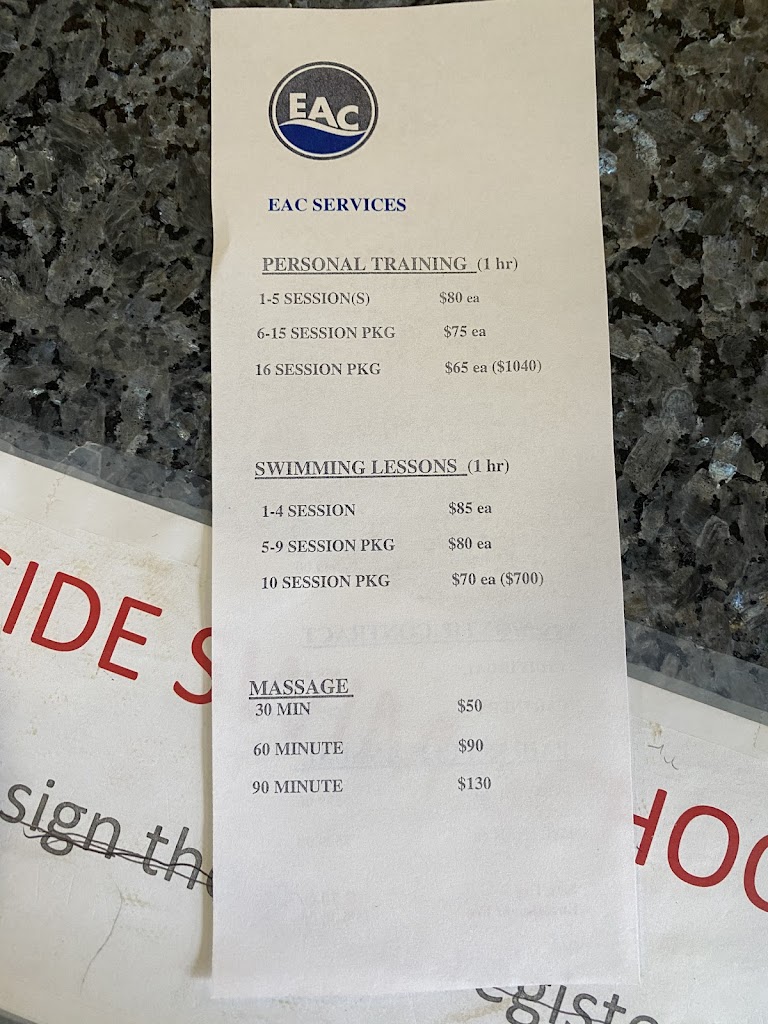 EAC
EAC SERVICES
PERSONAL TRAINING (1 hr)
1-5 SESSION(S) $80 ea
6-15 SESSION PKG $75 ea
16 SESSION PKG $65 ea ($1040)
SWIMMING LESSONS (1 hr)
1-4 SESSION $85 ea
5-9 SESSION PKG $80 ea
10 SESSION PKG $70 ea ($700)
MASSAGE
30 MIN $50
60 MINUTE $90
90 MINUTE $130
IDE S
HOO
sign the
egiste